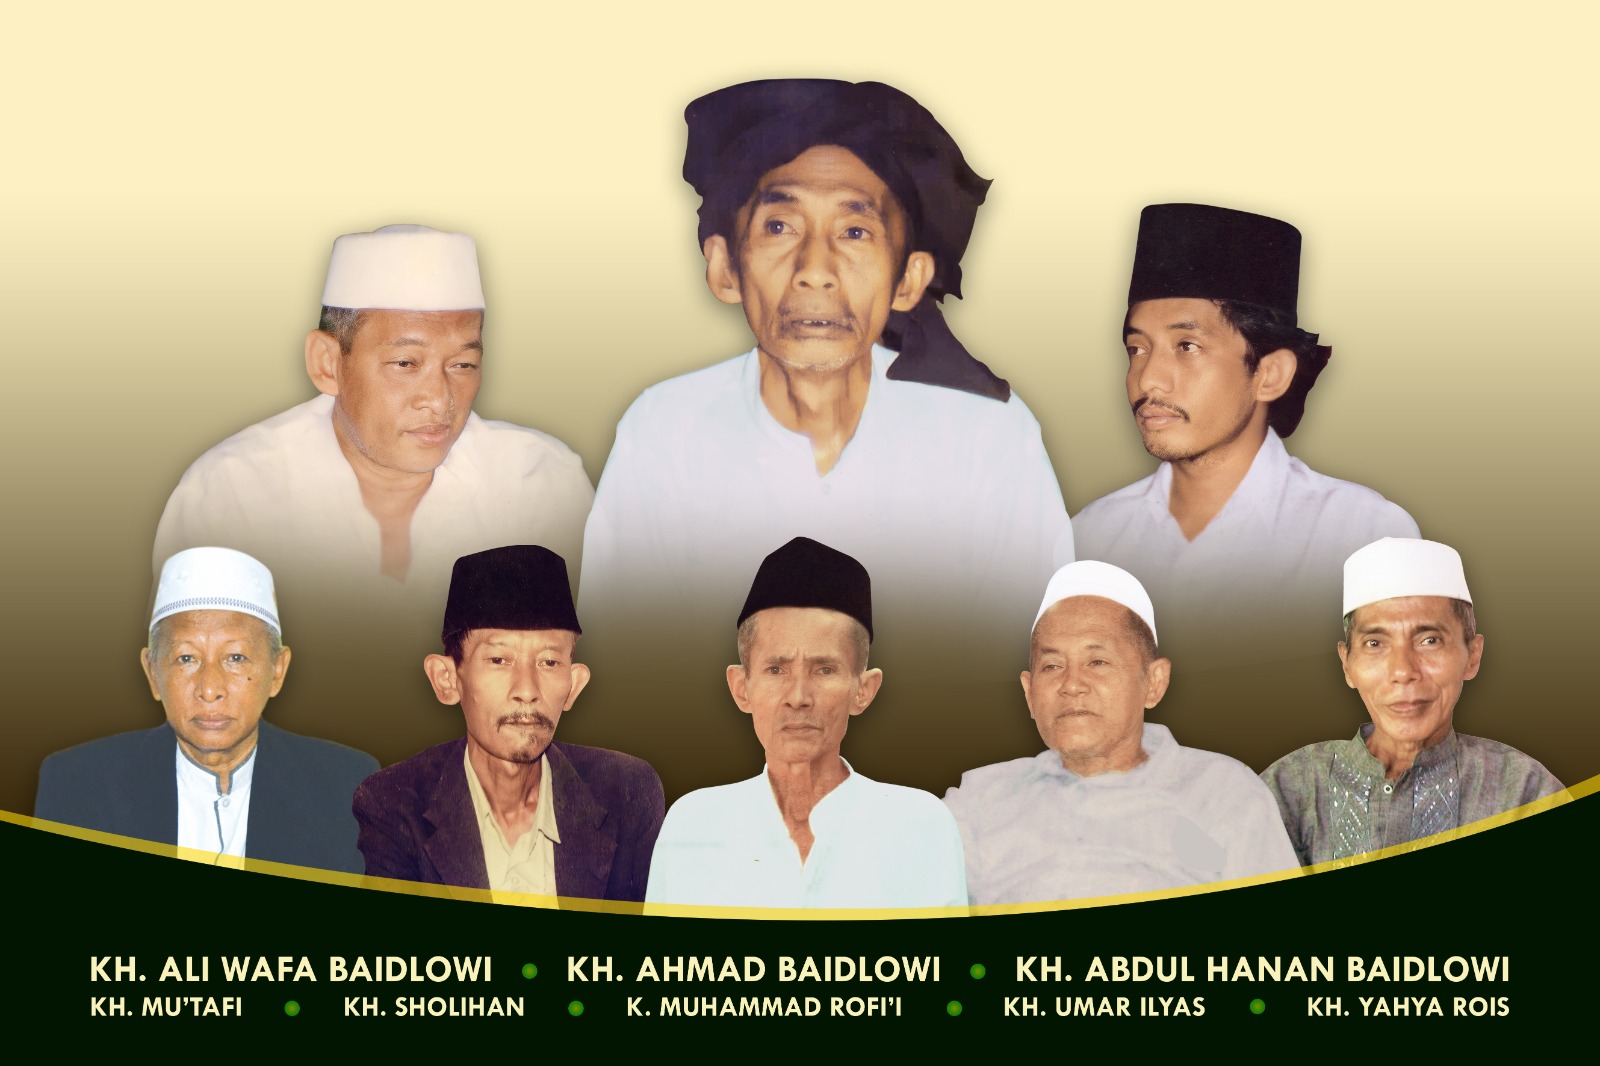 KH. ALI WAFA BAIDLOWI • KH. AHMAD BAIDLOWI • KH. ABDUL HANAN BAIDLOWI
KH. MU'TAFI • KH. SHOLIHAN • K. MUHAMMAD ROFI'I • KH. UMAR ILYAS • KH. YAHYA ROIS